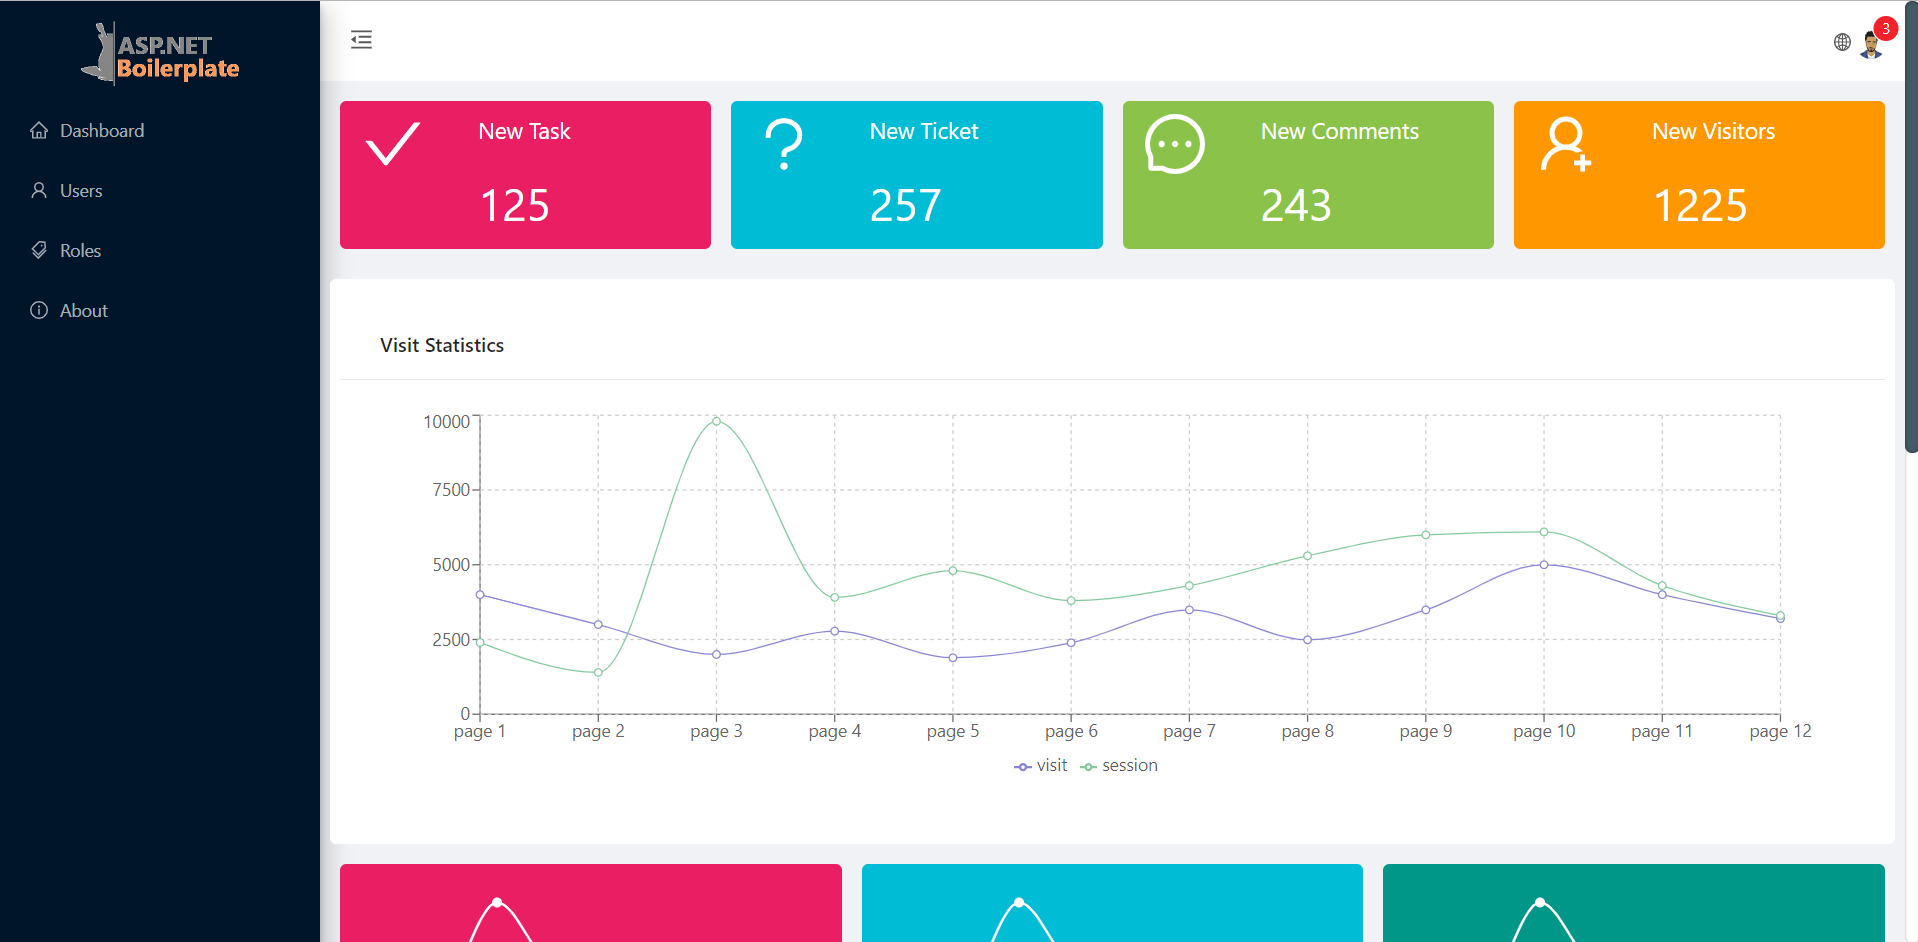 ASP.NET
Boilerplate
Dashboard
Users
Roles
About
3
New Task
125
New Ticket
257
New Comments
243
New Visitors
1225
Visit Statistics
10000
7500
5000
2500
0
page 1 page 2 page 3 page 4 page 5 page 6 page 7 page 8 page 9 page 10 page 11 page 12
visit session